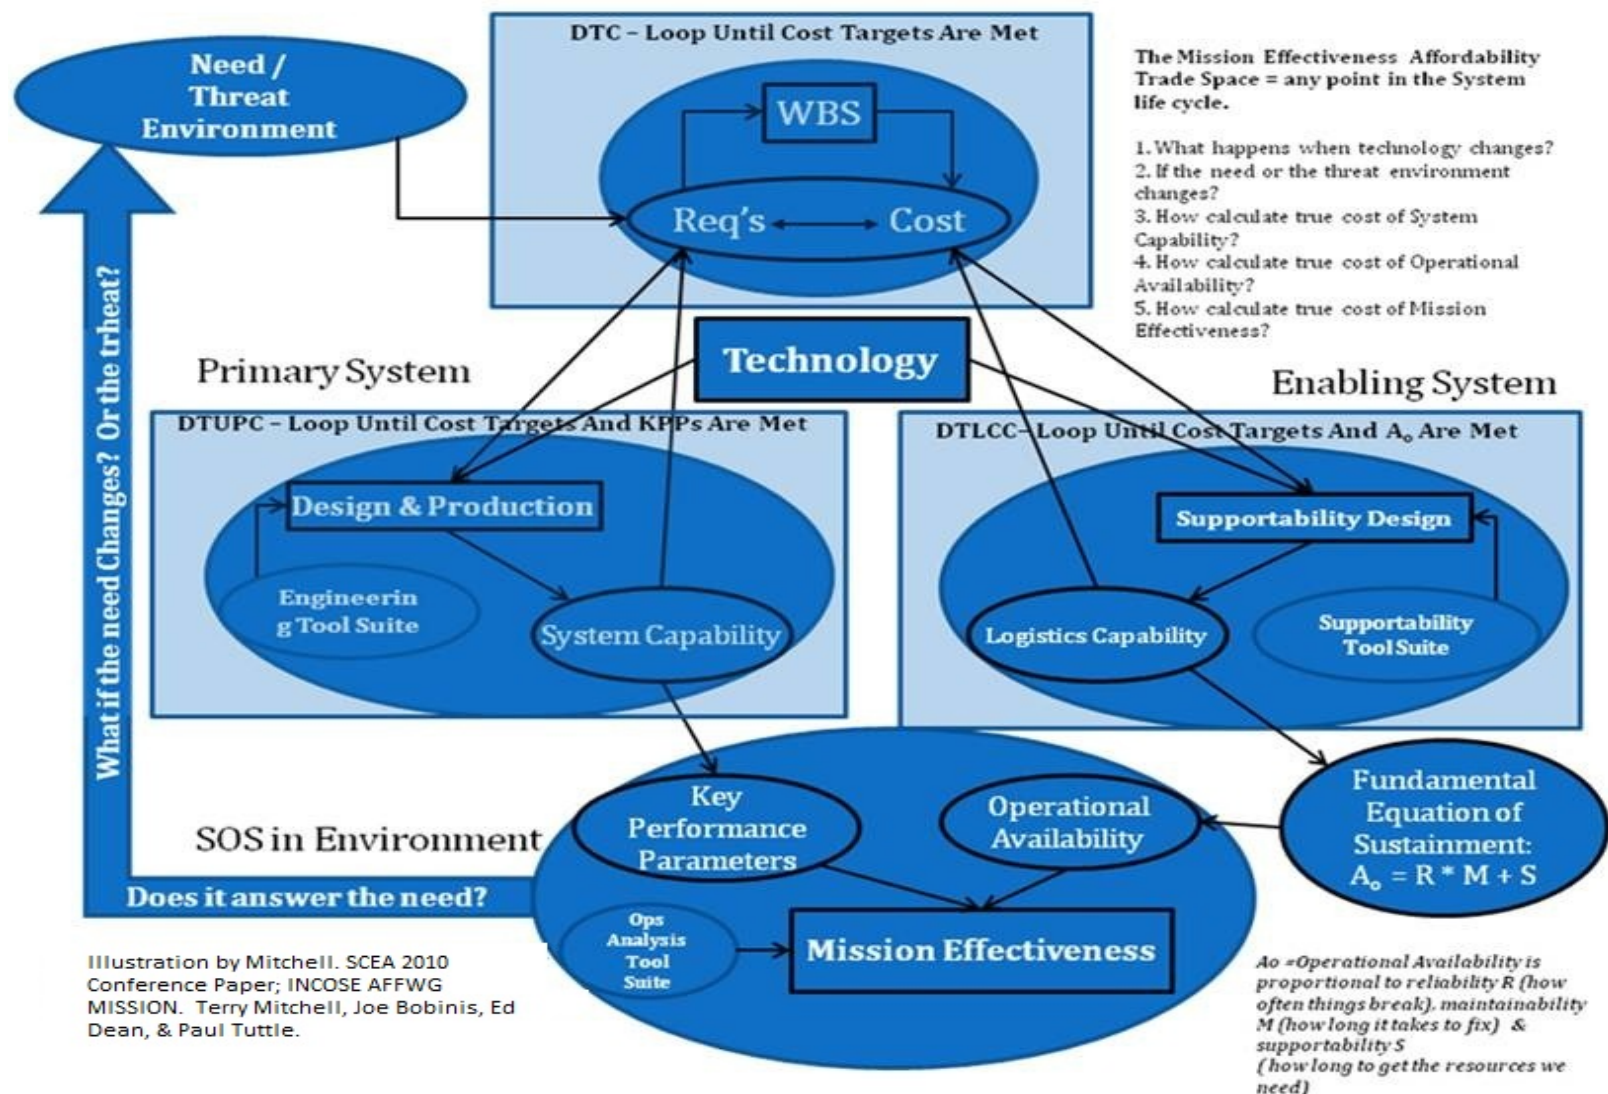 DTC – Loop Until Cost Targets Are Met
Need /
Threat
Environment
WBS
Req's
Cost
The Mission Effectiveness Affordability
Trade Space = any point in the System
life cycle.
1. What happens when technology changes?
2. If the need or the threat environment
changes?
3. How calculate true cost of System
Capability?
4. How calculate true cost of Operational
Availability?
5. How calculate true cost of Mission
Effectiveness?
Technology
Primary System
Enabling System
DTUPC – Loop Until Cost Targets And KPPs Are Met
Design & Production
Engineerin
g Tool Suite
System Capability
DTLCC– Loop Until Cost Targets And Aₒ Are Met
Supportability Design
Logistics Capability
Supportability
Tool Suite
What if the need Changes? Or the trheat?
SOS in Environment
Key
Performance
Parameters
Operational
Availability
Fundamental
Equation of
Sustainment:
Aₒ = R * M + S
Does it answer the need?
Ops
Analysis
Tool
Suite
Mission Effectiveness
Illustration by Mitchell. SCEA 2010
Conference Paper; INCOSE AFFWG
MISSION. Terry Mitchell, Joe Bobinis, Ed
Dean, & Paul Tuttle.
Ao =Operational Availability is
proportional to reliability R (how
often things break), maintainability
M (how long it takes to fix) &
supportability S
( how long to get the resources we
need)